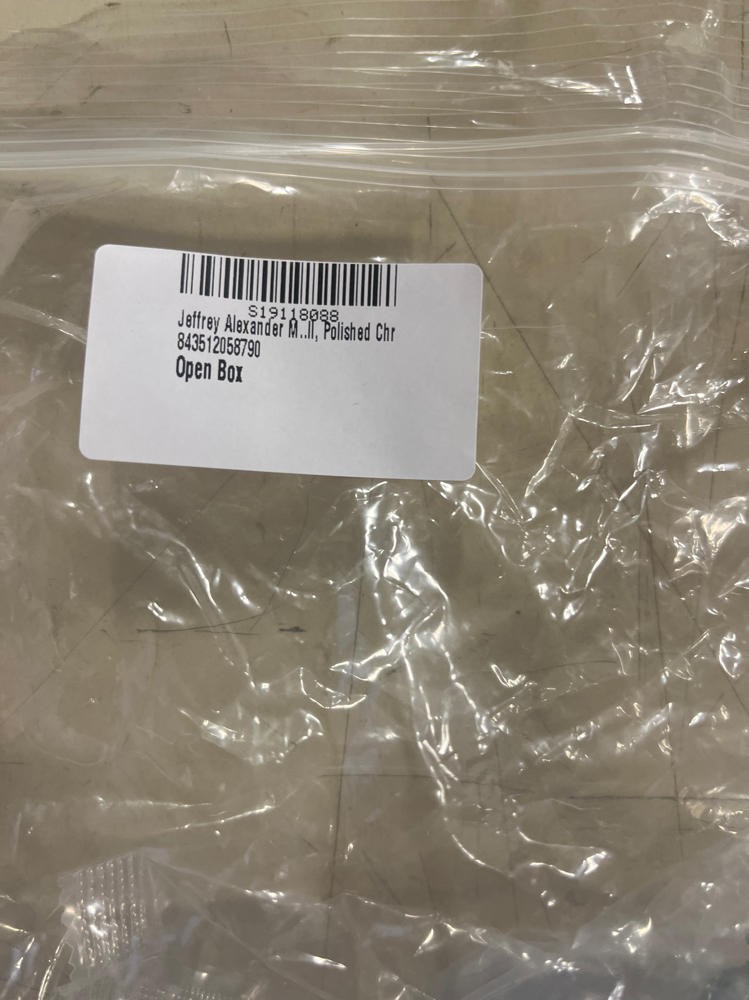 S19118088
Jeffrey Alexander M..ll, Polished Chr
843512058790
Open Box